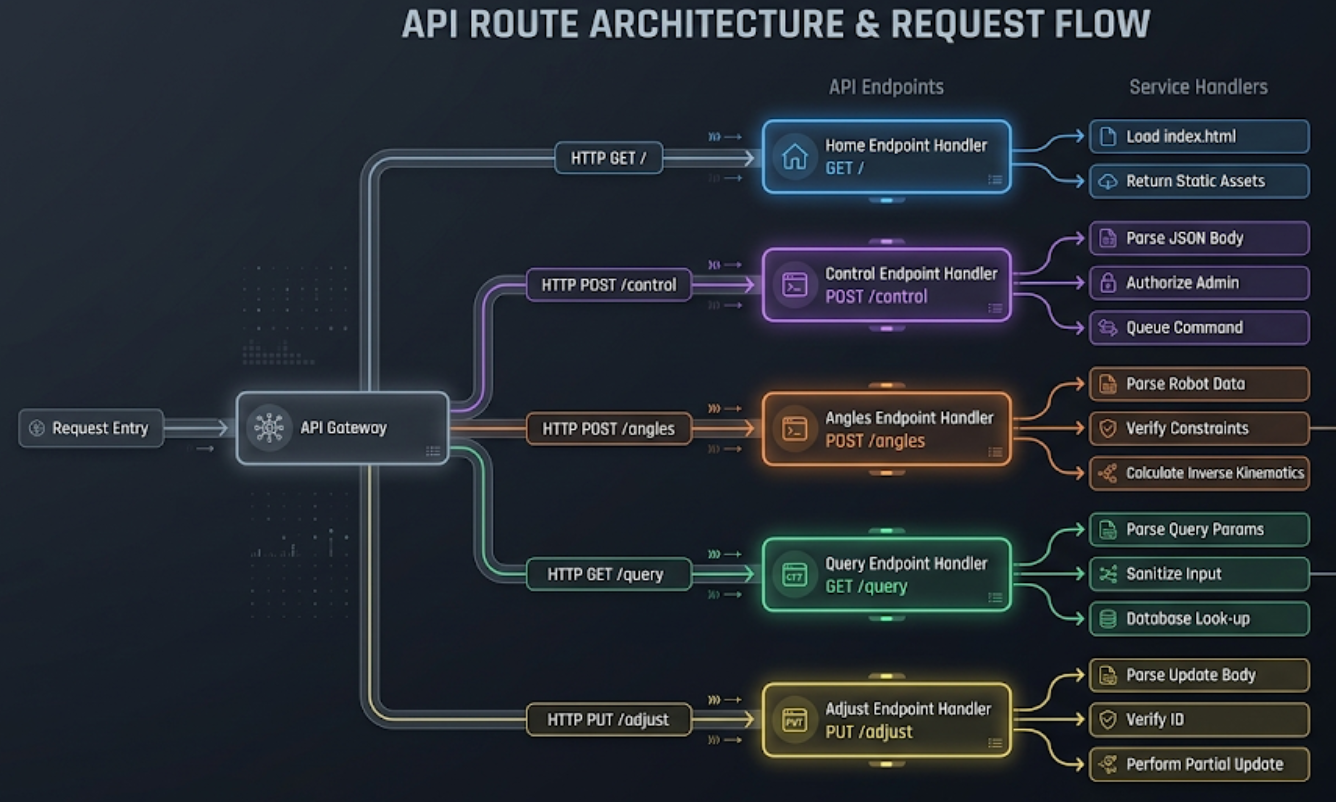 API ROUTE ARCHITECTURE & REQUEST FLOW
API Endpoints
Service Handlers
Request Entry
API Gateway
HTTP GET /
Home Endpoint Handler
GET /
Load index.html
Return Static Assets
HTTP POST /control
Control Endpoint Handler
POST /control
Parse JSON Body
Authorize Admin
Queue Command
HTTP POST /angles
Angles Endpoint Handler
POST /angles
Parse Robot Data
Verify Constraints
Calculate Inverse Kinematics
HTTP GET /query
Query Endpoint Handler
GET /query
Parse Query Params
Sanitize Input
Database Look-up
HTTP PUT /adjust
Adjust Endpoint Handler
PUT /adjust
Parse Update Body
Verify ID
Perform Partial Update